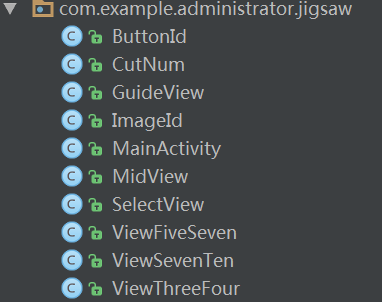 com.example.administrator.jigsaw
ButtonId
CutNum
GuideView
ImageId
MainActivity
MidView
SelectView
ViewFiveSeven
ViewSevenTen
ViewThreeFour